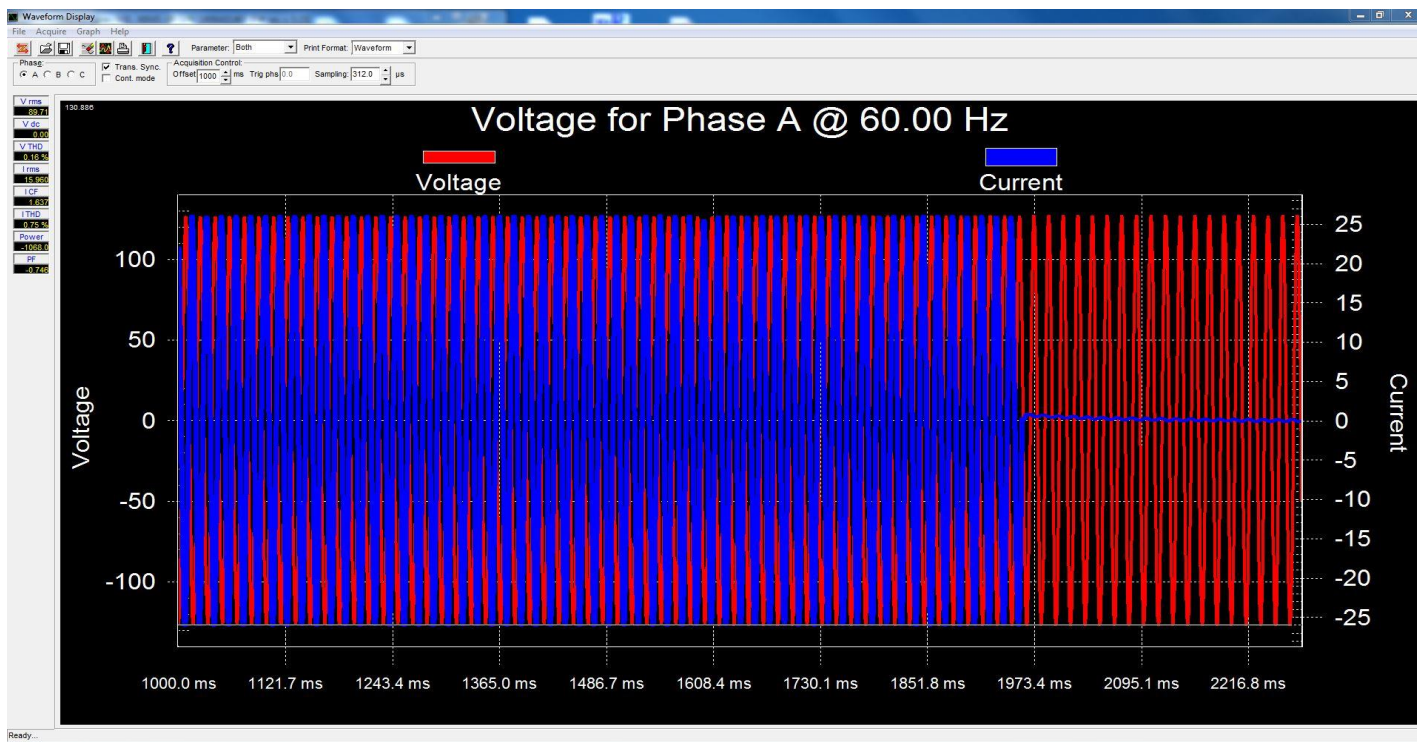 Waveform Display
File Acquire Graph Help
Parameter: Both Print Format: Waveform
Phase:
A B C
Trans. Sync.
Cont. mode
Acquisition Control:
Offset 1000 ms Trig phs 0.0 Sampling: 312.0 µs
V rms
89.71
V dc
0.00
V THD
0.16 %
I rms
15.960
I CF
1.637
I THD
0.75 %
Power
-1068.0
PF
-0.746
130.886
Voltage for Phase A @ 60.00 Hz
Voltage Current
100
50
0
-50
-100
Voltage
25
20
15
10
5
0
-5
-10
-15
-20
-25
Current
1000.0 ms 1121.7 ms 1243.4 ms 1365.0 ms 1486.7 ms 1608.4 ms 1730.1 ms 1851.8 ms 1973.4 ms 2095.1 ms 2216.8 ms
Ready...